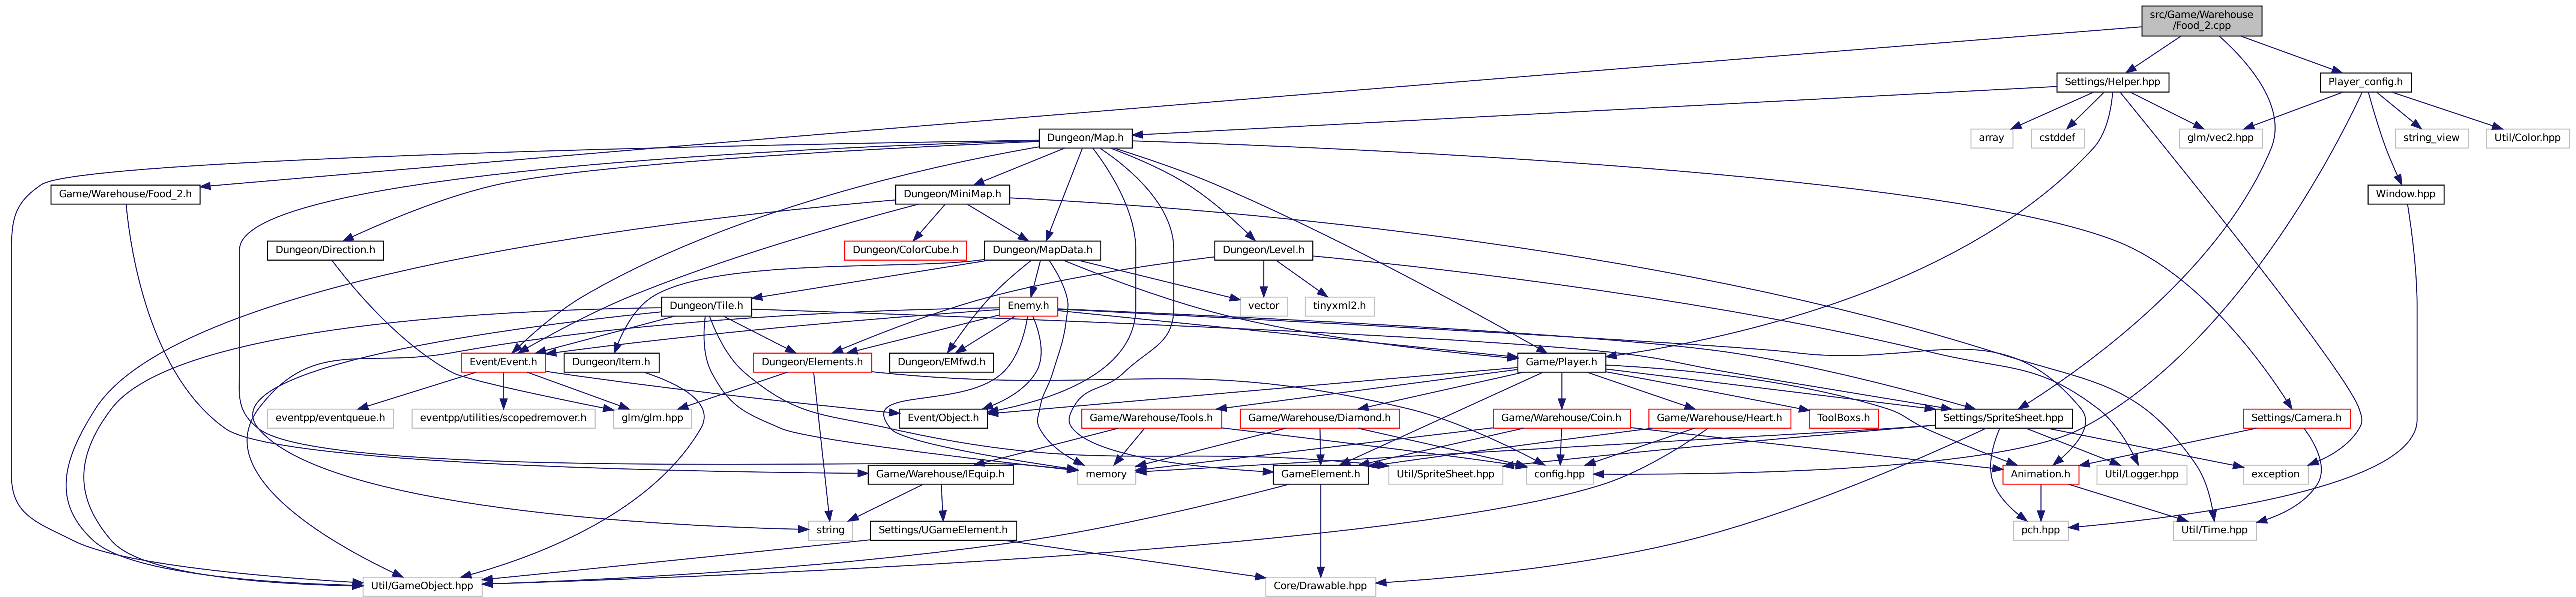 src/Game/Warehouse
/Food_2.cpp
Settings/Helper.hpp
Player_config.h
Dungeon/Map.h
array
cstddef
glm/vec2.hpp
string_view
Util/Color.hpp
Game/Warehouse/Food_2.h
Dungeon/MiniMap.h
Window.hpp
Dungeon/Direction.h
Dungeon/ColorCube.h
Dungeon/MapData.h
Dungeon/Level.h
Dungeon/Tile.h
Enemy.h
vector
tinyxml2.h
Event/Event.h
Dungeon/Item.h
Dungeon/Elements.h
Dungeon/EMfwd.h
Game/Player.h
eventpp/eventqueue.h
eventpp/utilities/scopedremover.h
glm/glm.hpp
Event/Object.h
Game/Warehouse/Tools.h
Game/Warehouse/Diamond.h
Game/Warehouse/Coin.h
Game/Warehouse/Heart.h
ToolBoxs.h
Settings/SpriteSheet.hpp
Settings/Camera.h
Game/Warehouse/IEquip.h
memory
GameElement.h
Util/SpriteSheet.hpp
config.hpp
Animation.h
Util/Logger.hpp
exception
string
Settings/UGameElement.h
pch.hpp
Util/Time.hpp
Util/GameObject.hpp
Core/Drawable.hpp